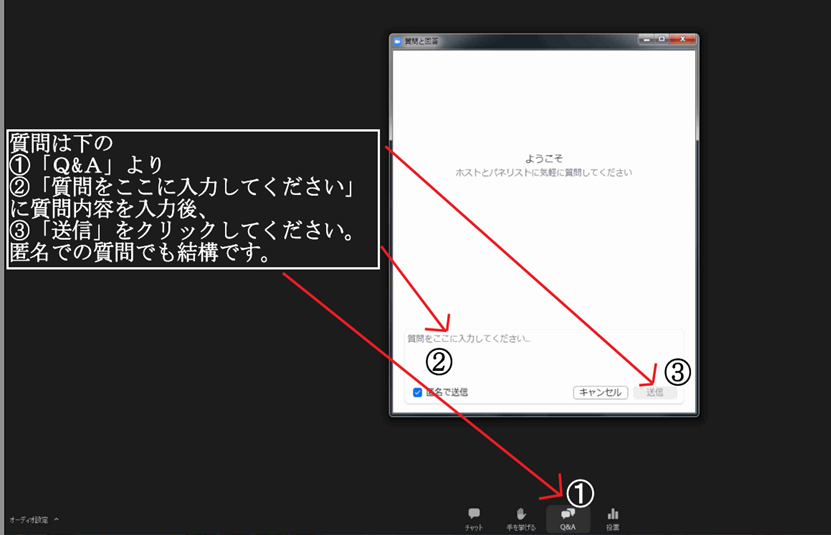 質問と回答
質問は下の
①「Q&A」より
②「質問をここに入力してください」
に質問内容を入力後、
③「送信」をクリックしてください。
匿名での質問でも結構です。
ようこそ
ホストとパネリストに気軽に質問してください
質問をここに入力してください...
②
③
匿名で送信
キャンセル
送信
①
オーディオ設定
チャット
手を挙げる
Q&A
投票